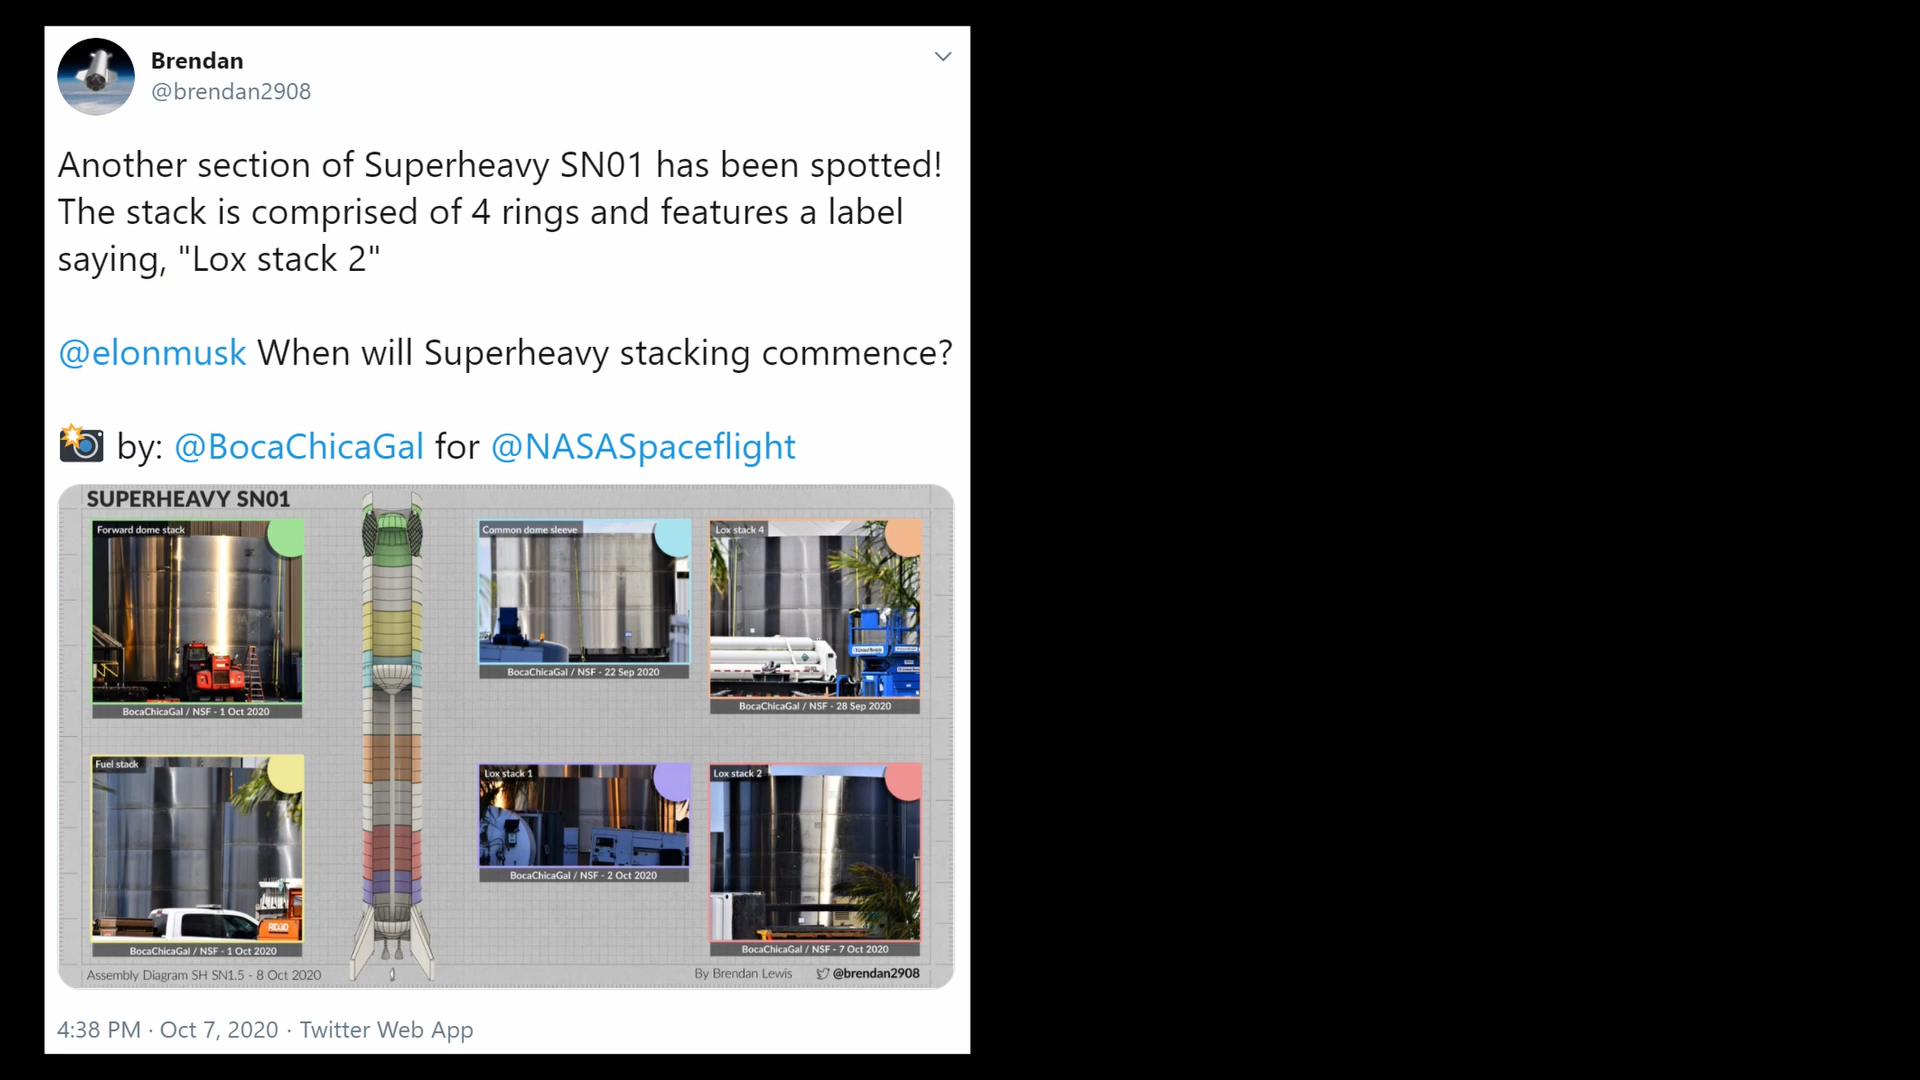 Brendan
@brendan2908
Another section of Superheavy SN01 has been spotted!
The stack is comprised of 4 rings and features a label
saying, "Lox stack 2"
@elonmusk When will Superheavy stacking commence?
by: @BocaChicaGal for @NASASpaceflight
SUPERHEAVY SN01
Forward dome stack
BocaChicaGal / NSF - 1 Oct 2020
Common dome sleeve
BocaChicaGal / NSF - 22 Sep 2020
Lox stack 4
BocaChicaGal / NSF - 28 Sep 2020
Fuel stack
RIDGID
BocaChicaGal / NSF - 1 Oct 2020
Lox stack 1
BocaChicaGal / NSF - 2 Oct 2020
Lox stack 2
BocaChicaGal / NSF - 7 Oct 2020
Assembly Diagram SH SN1.5 - 8 Oct 2020
By Brendan Lewis
@brendan2908
4:38 PM · Oct 7, 2020 · Twitter Web App